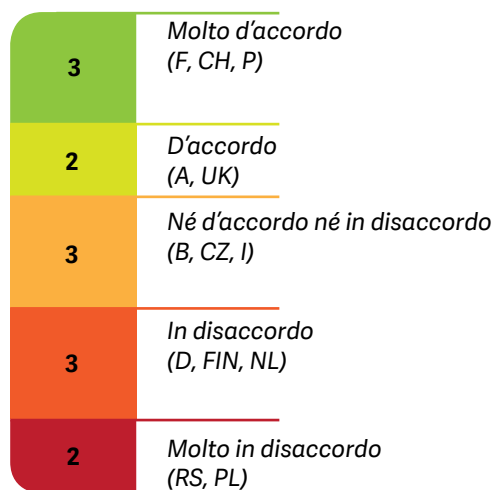 3
Molto d’accordo
(F, CH, P)
2
D’accordo
(A, UK)
3
Né d’accordo né in disaccordo
(B, CZ, I)
3
In disaccordo
(D, FIN, NL)
2
Molto in disaccordo
(RS, PL)